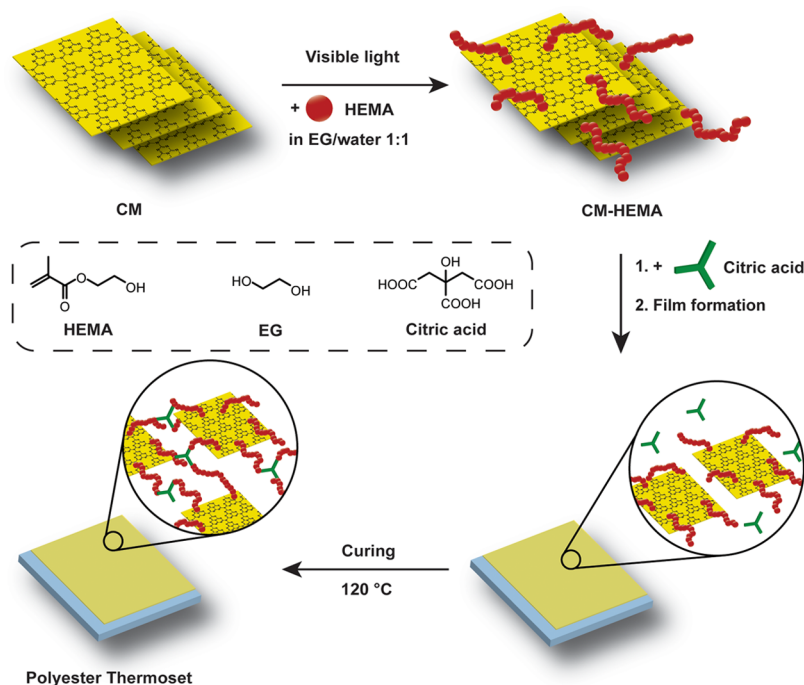 Visible light
+ HEMA
in EG/water 1:1
CM
CM-HEMA
1. + Citric acid
2. Film formation
O
O
OH
HEMA
OH
OH
EG
OH
HOOC
COOH
COOH
Citric acid
Curing
120 °C
Polyester Thermoset